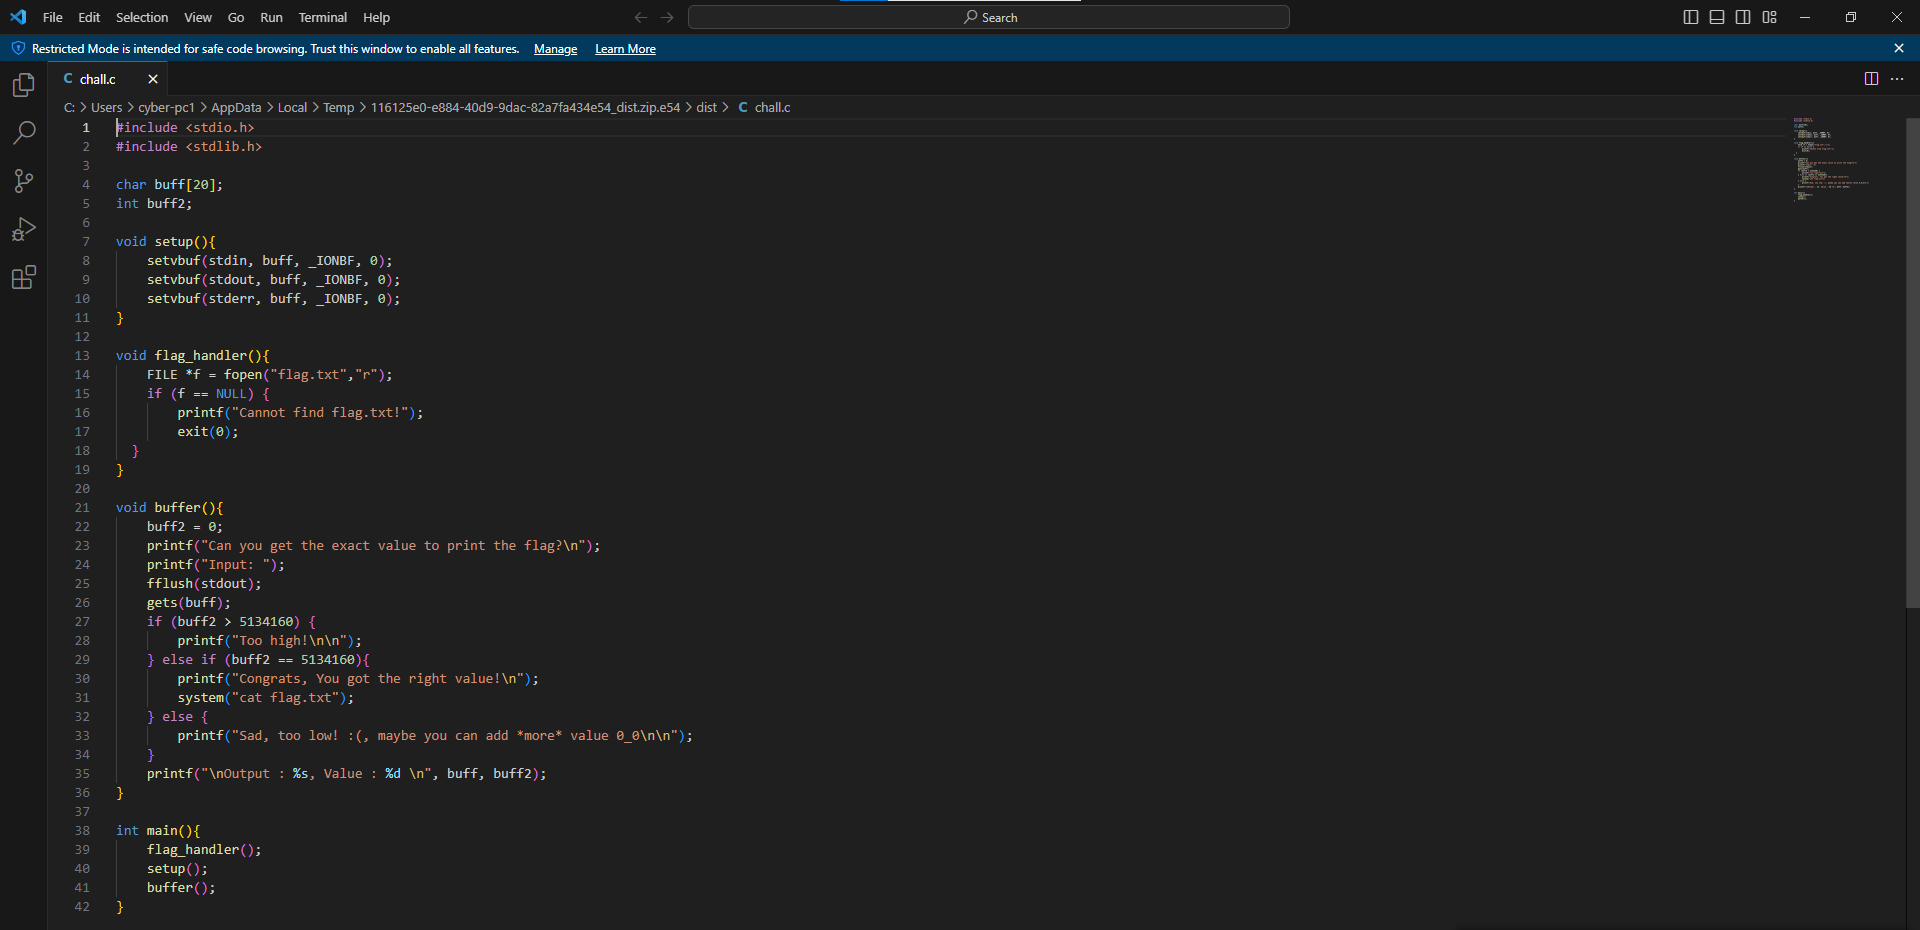 File Edit Selection View Go Run Terminal Help Search
Restricted Mode is intended for safe code browsing. Trust this window to enable all features. Manage Learn More
C chall.c
C: > Users > cyber-pc1 > AppData > Local > Temp > 116125e0-e884-40d9-9dac-82a7fa434e54_dist.zip.e54 > dist > C chall.c
1 #include <stdio.h>
2 #include <stdlib.h>
3
4 char buff[20];
5 int buff2;
6
7 void setup(){
8     setvbuf(stdin, buff, _IONBF, 0);
9     setvbuf(stdout, buff, _IONBF, 0);
10     setvbuf(stderr, buff, _IONBF, 0);
11 }
12
13 void flag_handler(){
14     FILE *f = fopen("flag.txt","r");
15     if (f == NULL) {
16         printf("Cannot find flag.txt!");
17         exit(0);
18   }
19 }
20
21 void buffer(){
22     buff2 = 0;
23     printf("Can you get the exact value to print the flag?\n");
24     printf("Input: ");
25     fflush(stdout);
26     gets(buff);
27     if (buff2 > 5134160) {
28         printf("Too high!\n\n");
29     } else if (buff2 == 5134160){
30         printf("Congrats, You got the right value!\n");
31         system("cat flag.txt");
32     } else {
33         printf("Sad, too low! :(, maybe you can add *more* value 0_0\n\n");
34     }
35     printf("\nOutput : %s, Value : %d \n", buff, buff2);
36 }
37
38 int main(){
39     flag_handler();
40     setup();
41     buffer();
42 }